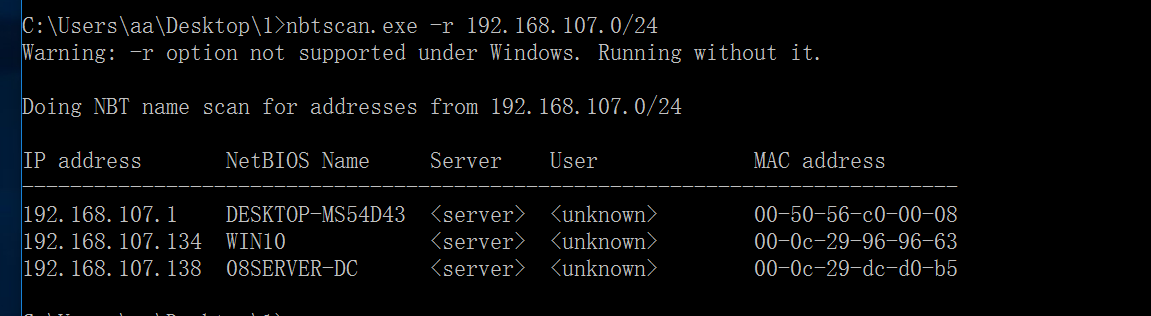 C:\Users\aa\Desktop\1>nbtscan.exe -r 192.168.107.0/24
Warning: -r option not supported under Windows. Running without it.
Doing NBT name scan for addresses from 192.168.107.0/24
IP address NetBIOS Name Server User MAC address
------------------------------------------------------------------------------
192.168.107.1 DESKTOP-MS54D43 <server> <unknown> 00-50-56-c0-00-08
192.168.107.134 WIN10 <server> <unknown> 00-0c-29-96-96-63
192.168.107.138 08SERVER-DC <server> <unknown> 00-0c-29-dc-d0-b5